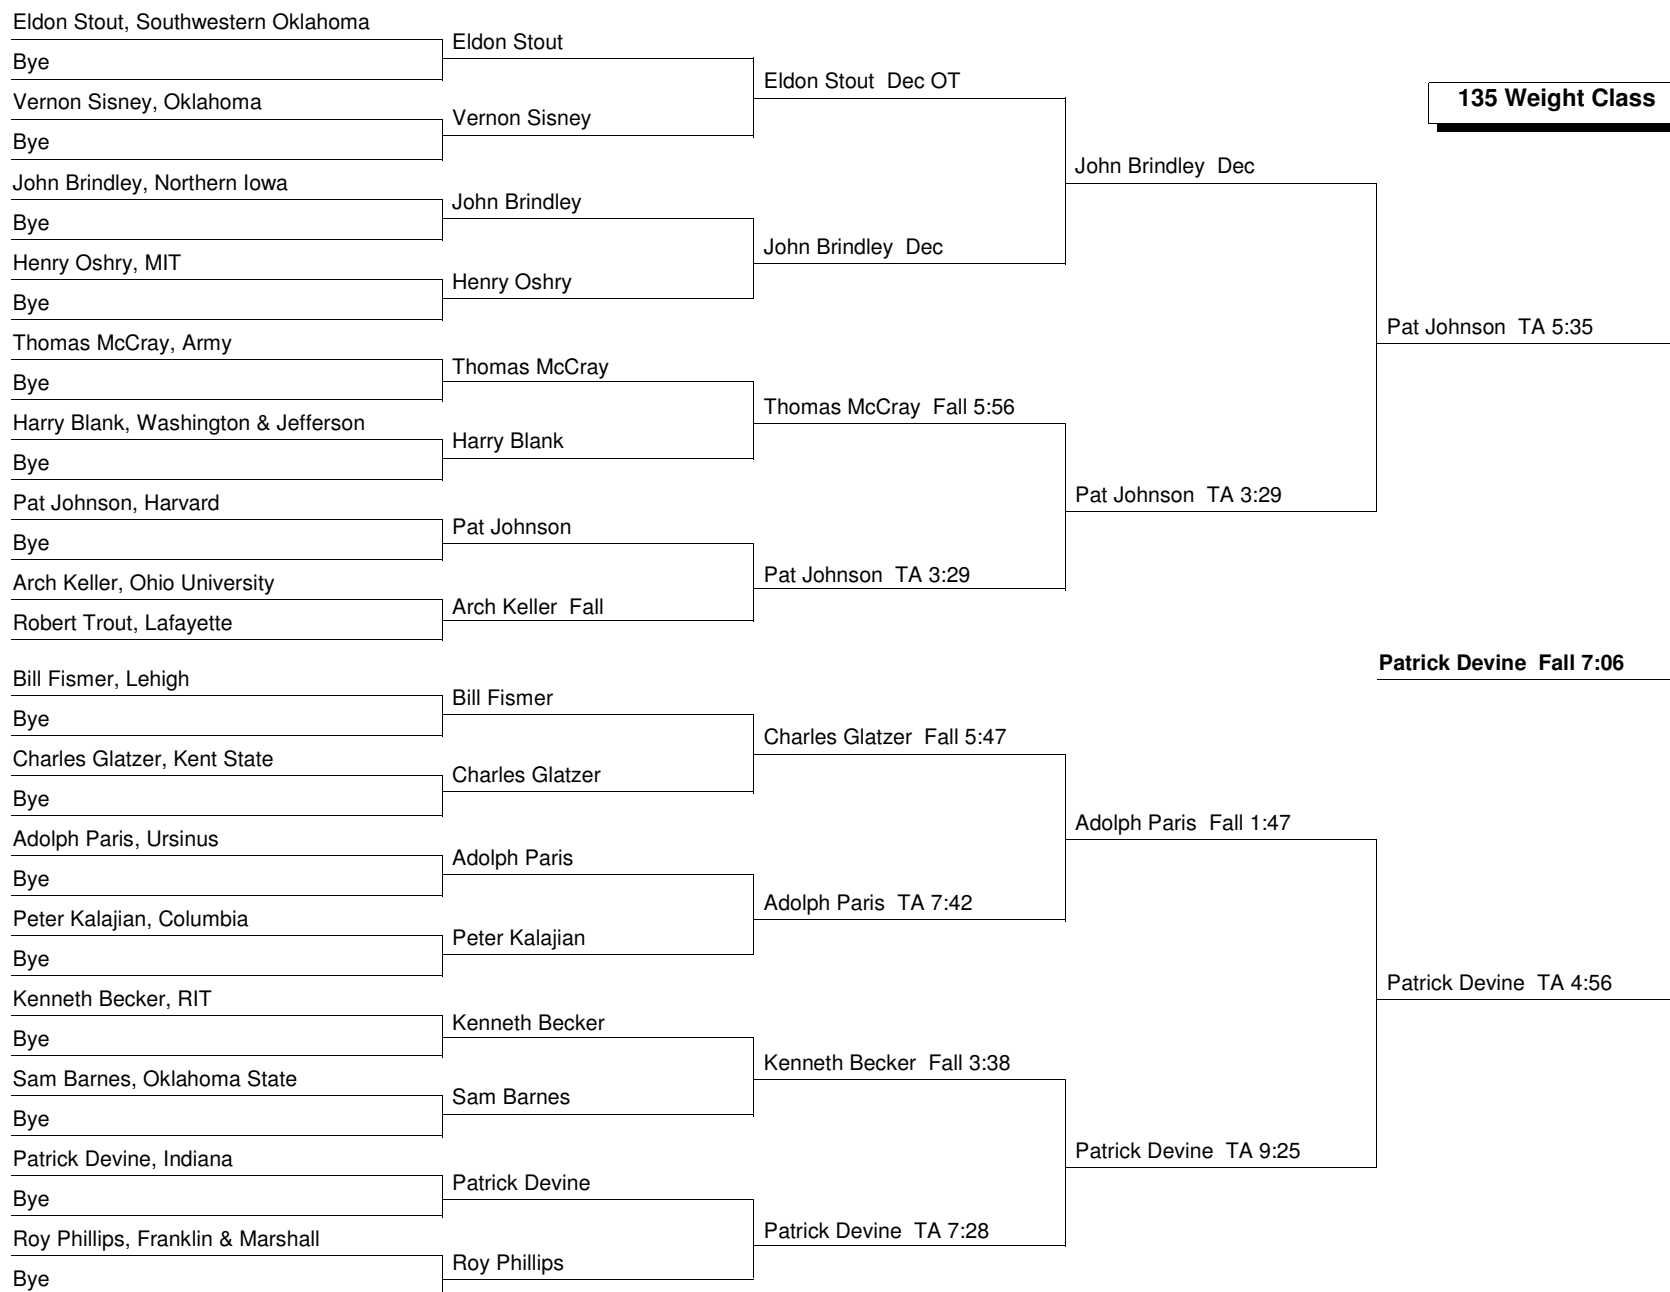 Eldon Stout, Southwestern Oklahoma
Bye
Vernon Sisney, Oklahoma
Bye
John Brindley, Northern Iowa
Bye
Henry Oshry, MIT
Bye
Thomas McCray, Army
Bye
Harry Blank, Washington & Jefferson
Bye
Pat Johnson, Harvard
Bye
Arch Keller, Ohio University
Robert Trout, Lafayette
Bill Fismer, Lehigh
Bye
Charles Glatzer, Kent State
Bye
Adolph Paris, Ursinus
Bye
Peter Kalajian, Columbia
Bye
Kenneth Becker, RIT
Bye
Sam Barnes, Oklahoma State
Bye
Patrick Devine, Indiana
Bye
Roy Phillips, Franklin & Marshall
Bye
Eldon Stout
Vernon Sisney
John Brindley
Henry Oshry
Thomas McCray
Harry Blank
Pat Johnson
Arch Keller Fall
Bill Fismer
Charles Glatzer
Adolph Paris
Peter Kalajian
Kenneth Becker
Sam Barnes
Patrick Devine
Roy Phillips
Eldon Stout Dec OT
John Brindley Dec
Thomas McCray Fall 5:56
Pat Johnson TA 3:29
Charles Glatzer Fall 5:47
Adolph Paris TA 7:42
Kenneth Becker Fall 3:38
Patrick Devine TA 7:28
John Brindley Dec
Pat Johnson TA 3:29
Adolph Paris Fall 1:47
Patrick Devine TA 9:25
135 Weight Class
Pat Johnson TA 5:35
Patrick Devine Fall 7:06
Patrick Devine TA 4:56